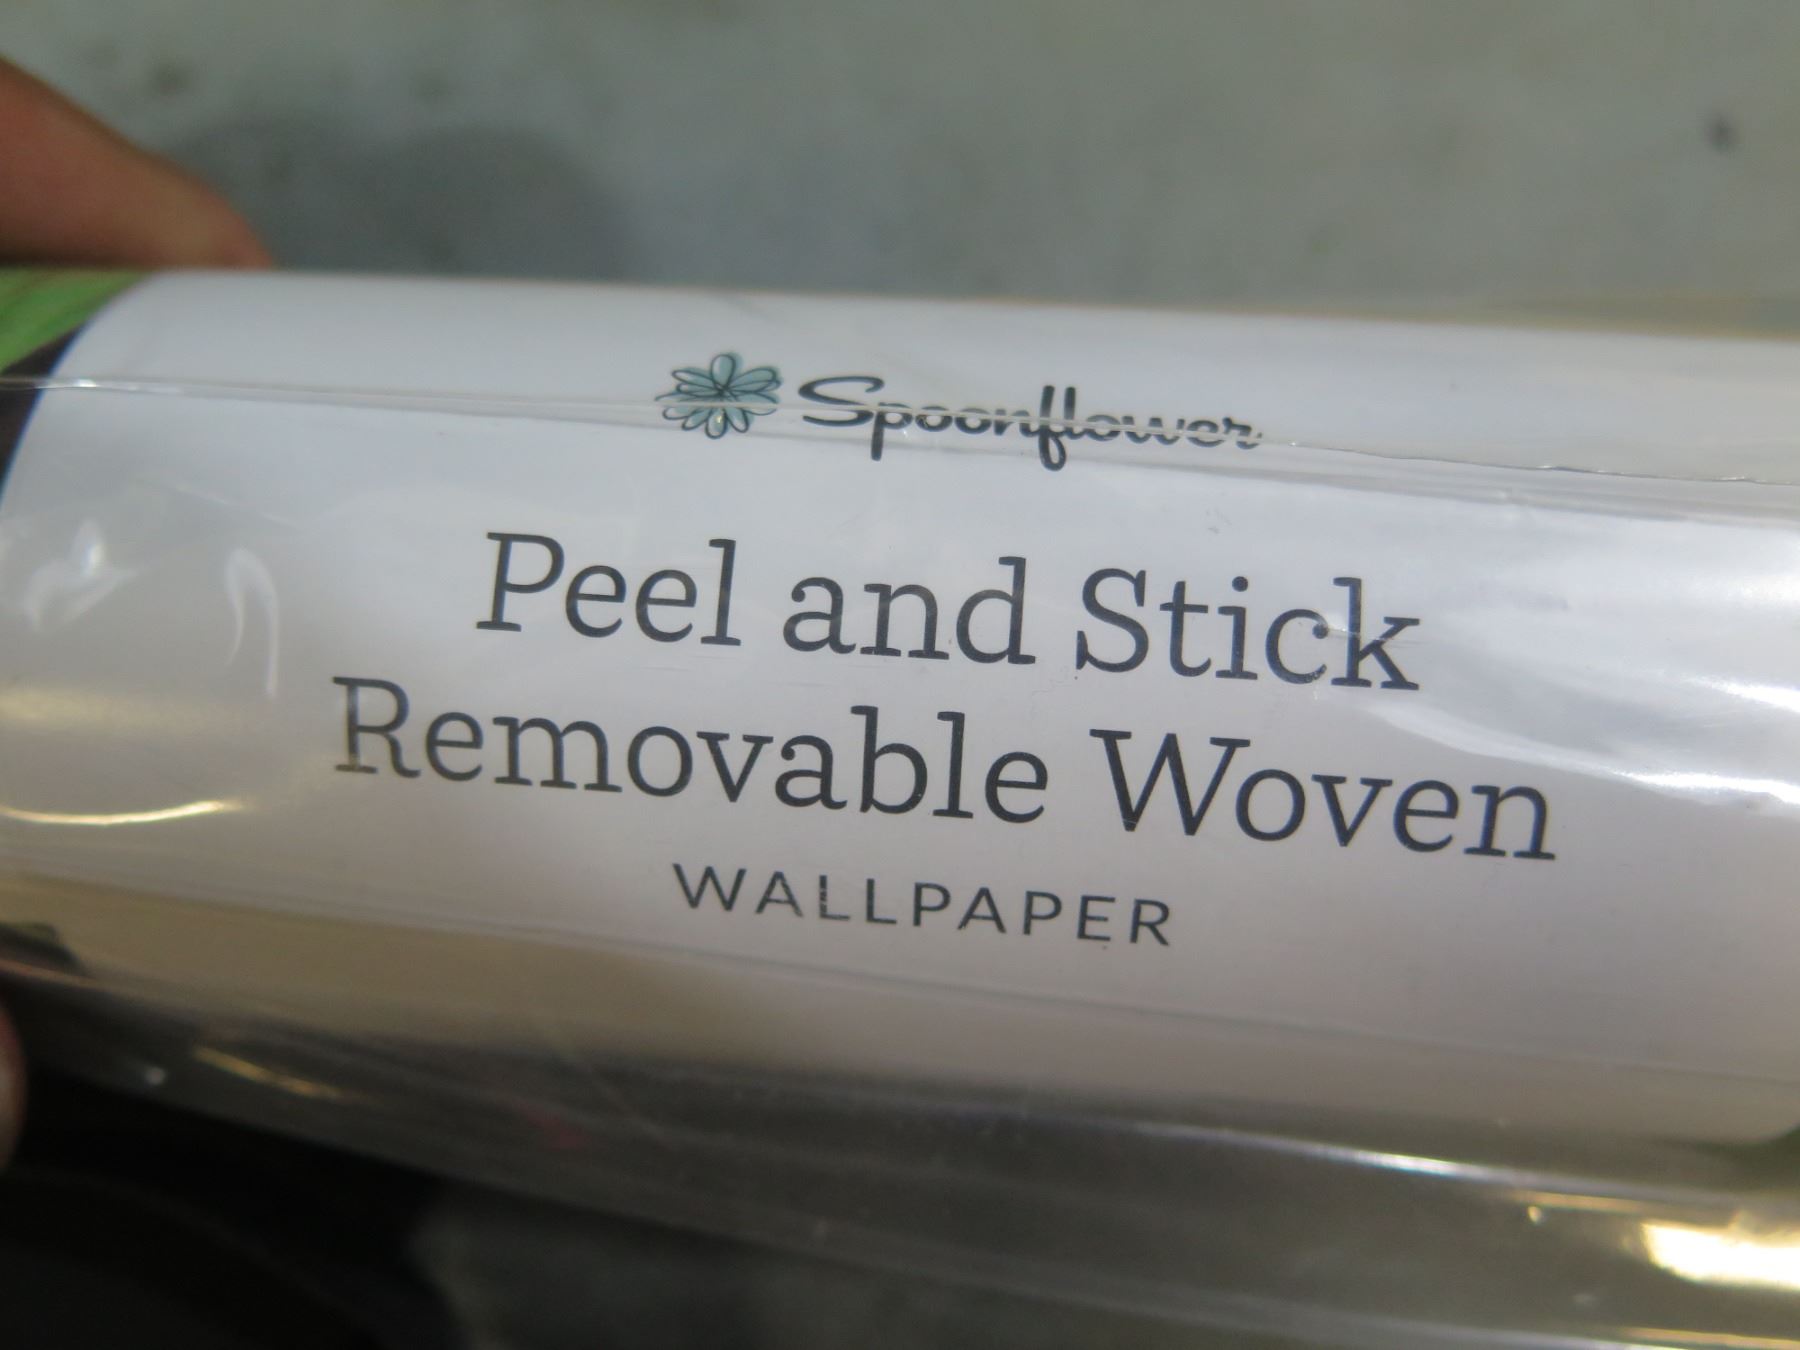 Spoonflower
Peel and Stick
Removable Woven
WALLPAPER